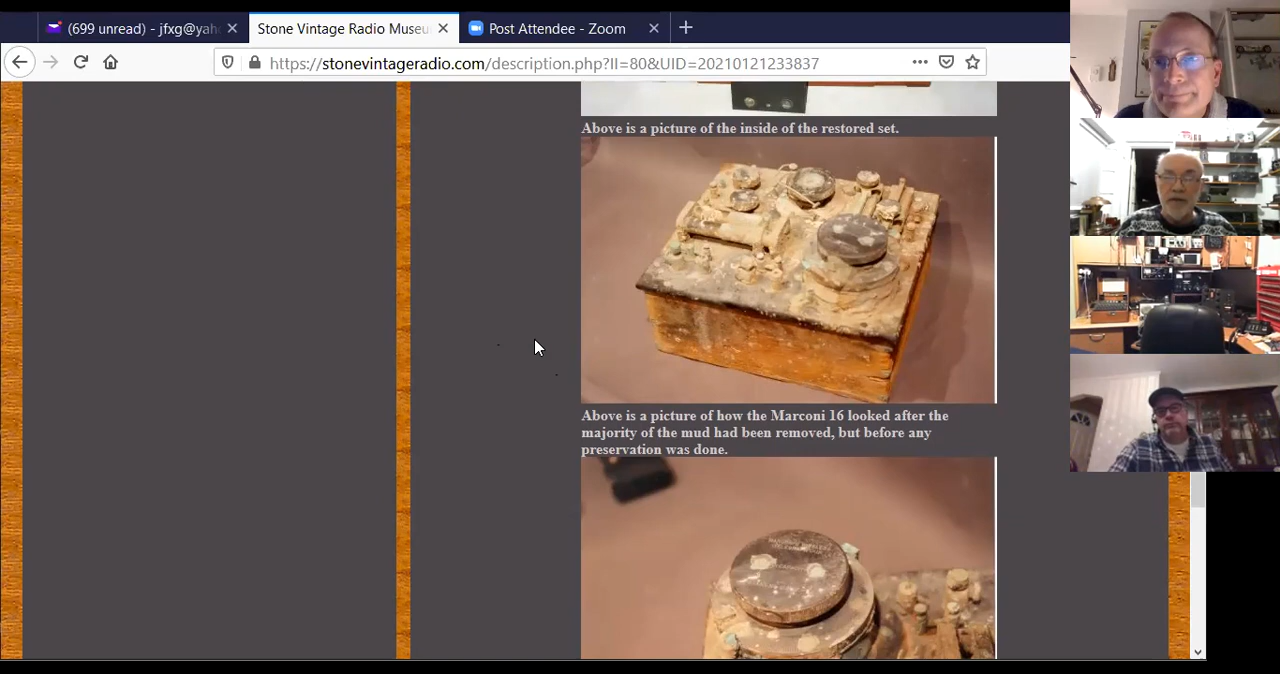 (699 unread) - jfxg@yah
Stone Vintage Radio Museu
Post Attendee - Zoom
https://stonevintageradio.com/description.php?II=80&UID=20210121233837
Above is a picture of the inside of the restored set.
Above is a picture of how the Marconi 16 looked after the
majority of the mud had been removed, but before any
preservation was done.